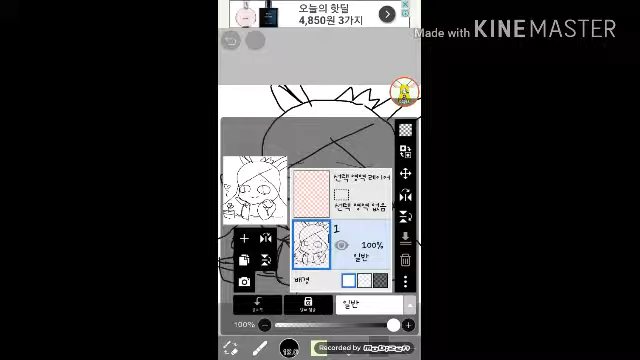 오늘의 핫딜
4,850원 3가지
Made with KINEMASTER
선택 영역 레이어
선택 영역 없음
1
100%
일반
배경
일반
100%
Recorded by Mobizen